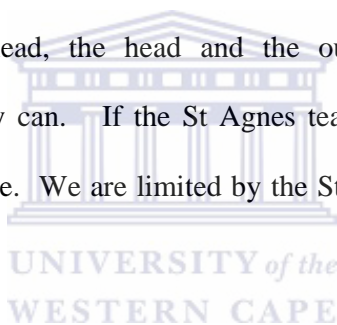 ead, the head and the ou
y can. If the St Agnes tea
e. We are limited by the St
UNIVERSITY of the
WESTERN CAPE